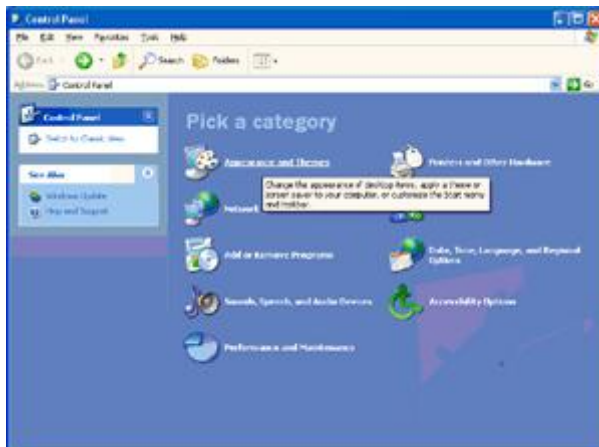 Control Panel
File Edit View Favorites Tools Help
Back Search Folders
Address Control Panel Go
Control Panel
Switch to Classic View
See Also
Windows Update
Help and Support
Pick a category
Appearance and Themes
Printers and Other Hardware
Change the appearance of desktop items, apply a theme or
screen saver to your computer, or customize the Start menu
and taskbar.
Network
Add or Remove Programs
Date, Time, Language, and Regional
Options
Sounds, Speech, and Audio Devices
Accessibility Options
Performance and Maintenance